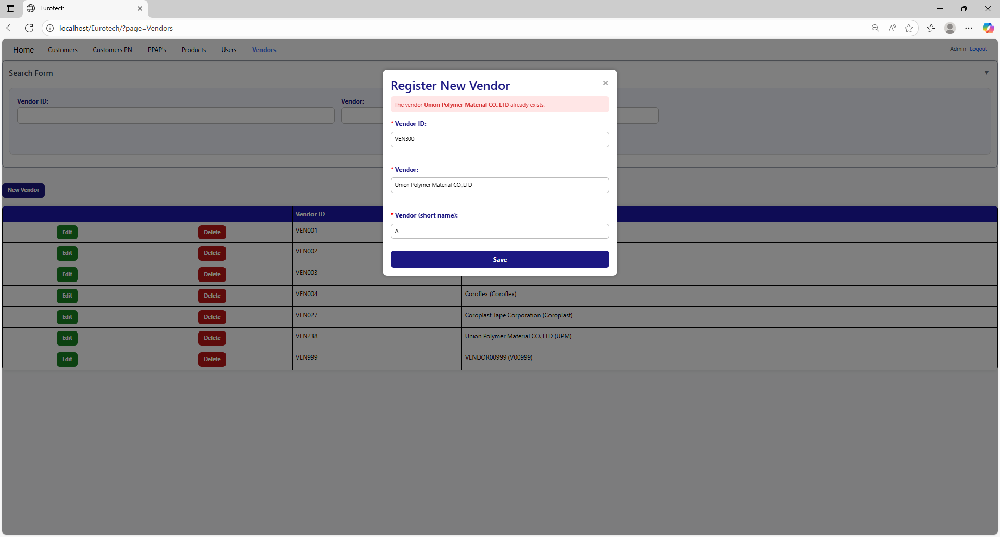 Eurotech
localhost/Eurotech/?page=Vendors
Home Customers Customers PN PPAP's Products Users Vendors Admin Logout
Search Form
Vendor ID:
Vendor:
Register New Vendor
The vendor Union Polymer Material CO.,LTD already exists.
* Vendor ID:
VEN300
* Vendor:
Union Polymer Material CO.,LTD
* Vendor (short name):
A
Save
New Vendor
Vendor ID
Edit Delete VEN001
Edit Delete VEN002
Edit Delete VEN003
Edit Delete VEN004 Coroflex (Coroflex)
Edit Delete VEN027 Coroplast Tape Corporation (Coroplast)
Edit Delete VEN238 Union Polymer Material CO.,LTD (UPM)
Edit Delete VEN999 VENDOR00999 (V00999)